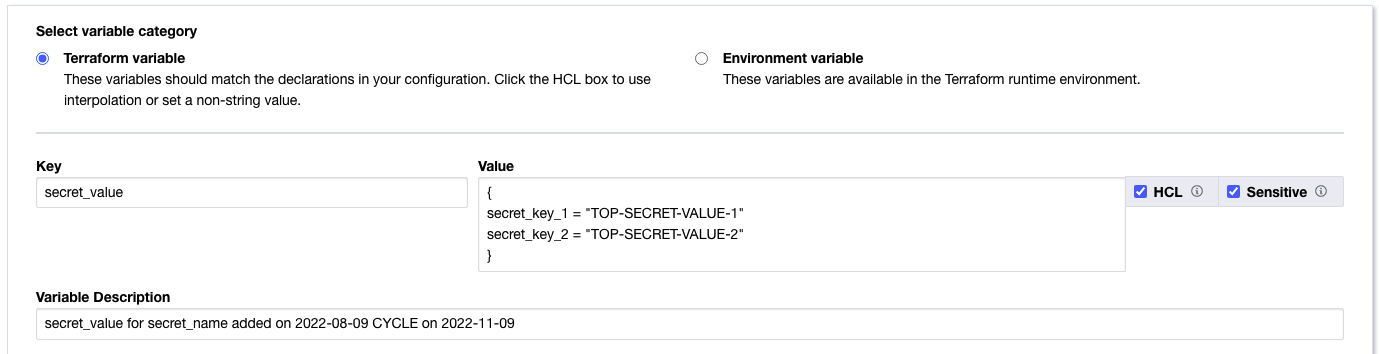 Select variable category
Terraform variable
These variables should match the declarations in your configuration. Click the HCL box to use
interpolation or set a non-string value.
Environment variable
These variables are available in the Terraform runtime environment.
Key
secret_value
Value
{
secret_key_1 = "TOP-SECRET-VALUE-1"
secret_key_2 = "TOP-SECRET-VALUE-2"
}
HCL
Sensitive
Variable Description
secret_value for secret_name added on 2022-08-09 CYCLE on 2022-11-09